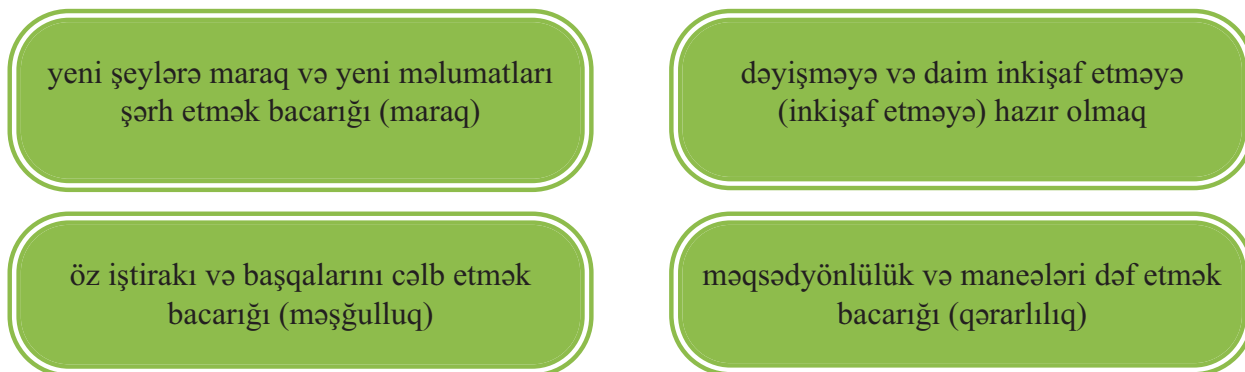 yeni şeylərə maraq və yeni məlumatları
şərh etmək bacarığı (maraq)
dəyişməyə və daim inkişaf etməyə
(inkişaf etməyə) hazır olmaq
öz iştirakı və başqalarını cəlb etmək
bacarığı (məşğulluq)
məqsədyönlülük və maneələri dəf etmək
bacarığı (qərarlılıq)